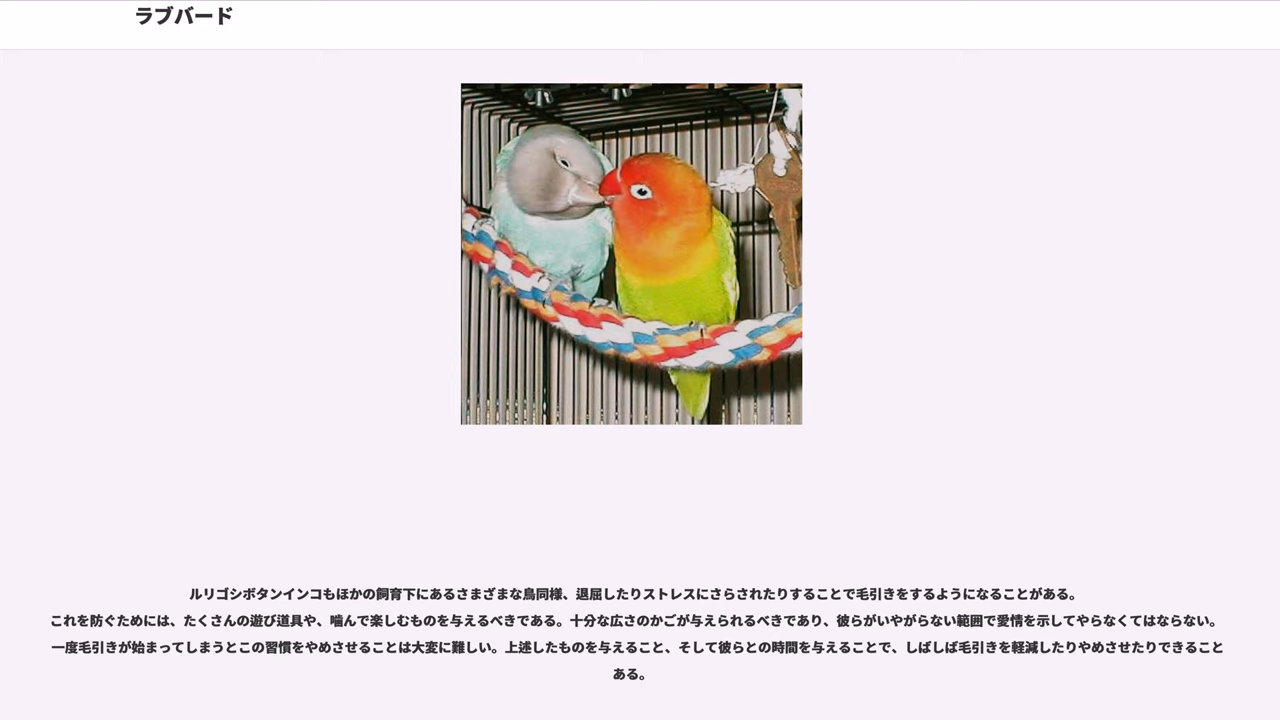 ラブバード
ルリゴシボタンインコもほかの飼育下にあるさまざまな鳥同様、退屈したりストレスにさらされたりすることで毛引きをするようになることがある。
これを防ぐためには、たくさんの遊び道具や、噛んで楽しむものを与えるべきである。十分な広さのかごが与えられるべきであり、彼らがいやがらない範囲で愛情を示してやらなくてはならない。
一度毛引きが始まってしまうとこの習慣をやめさせることは大変に難しい。上述したものを与えること、そして彼らとの時間を与えることで、しばしば毛引きを軽減したりやめさせたりできること
ある。